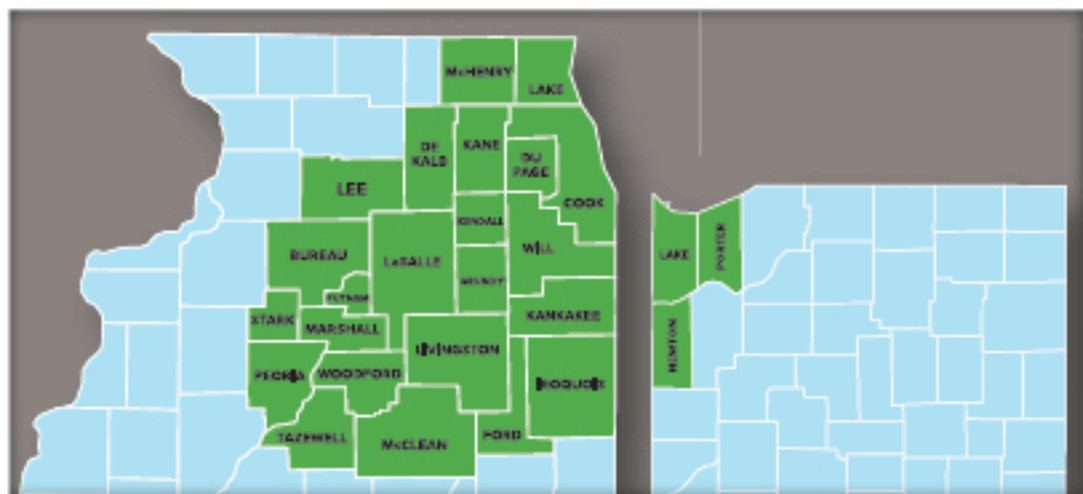 McHENRY
LAKE
DE
KALB
KANE
DU
PAGE
COOK
LEE
KENDALL
WILL
BUREAU
LaSALLE
GRUNDY
PUTNAM
KANKAKEE
STARK
MARSHALL
LIVINGSTON
PEORIA
WOODFORD
IROQUOIS
TAZEWELL
McCLEAN
FORD
LAKE
PORTER
NEWTON